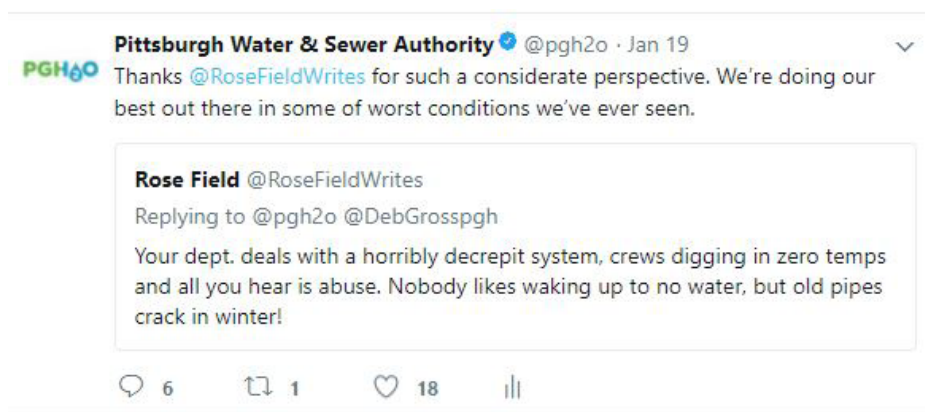 Pittsburgh Water & Sewer Authority @pgh2o · Jan 19
PGH2O
Thanks @RoseFieldWrites for such a considerate perspective. We're doing our
best out there in some of worst conditions we've ever seen.
Rose Field @RoseFieldWrites
Replying to @pgh2o @DebGrosspgh
Your dept. deals with a horribly decrepit system, crews digging in zero temps
and all you hear is abuse. Nobody likes waking up to no water, but old pipes
crack in winter!
6 1 18